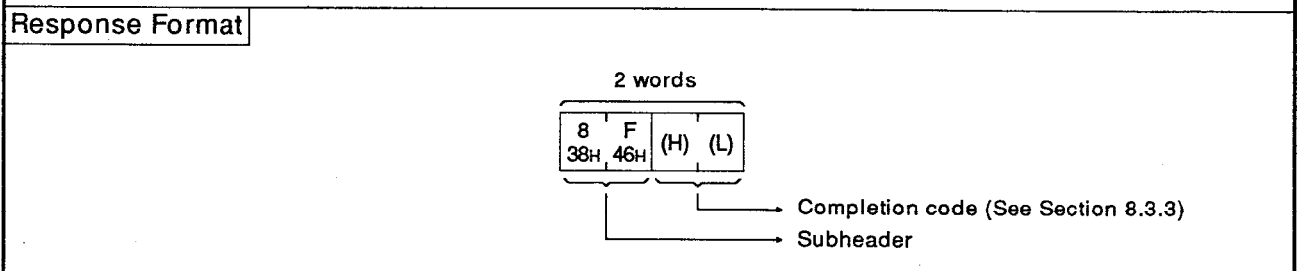 Response Format
2 words
8 F (H) (L)
38H 46H
Completion code (See Section 8.3.3)
Subheader